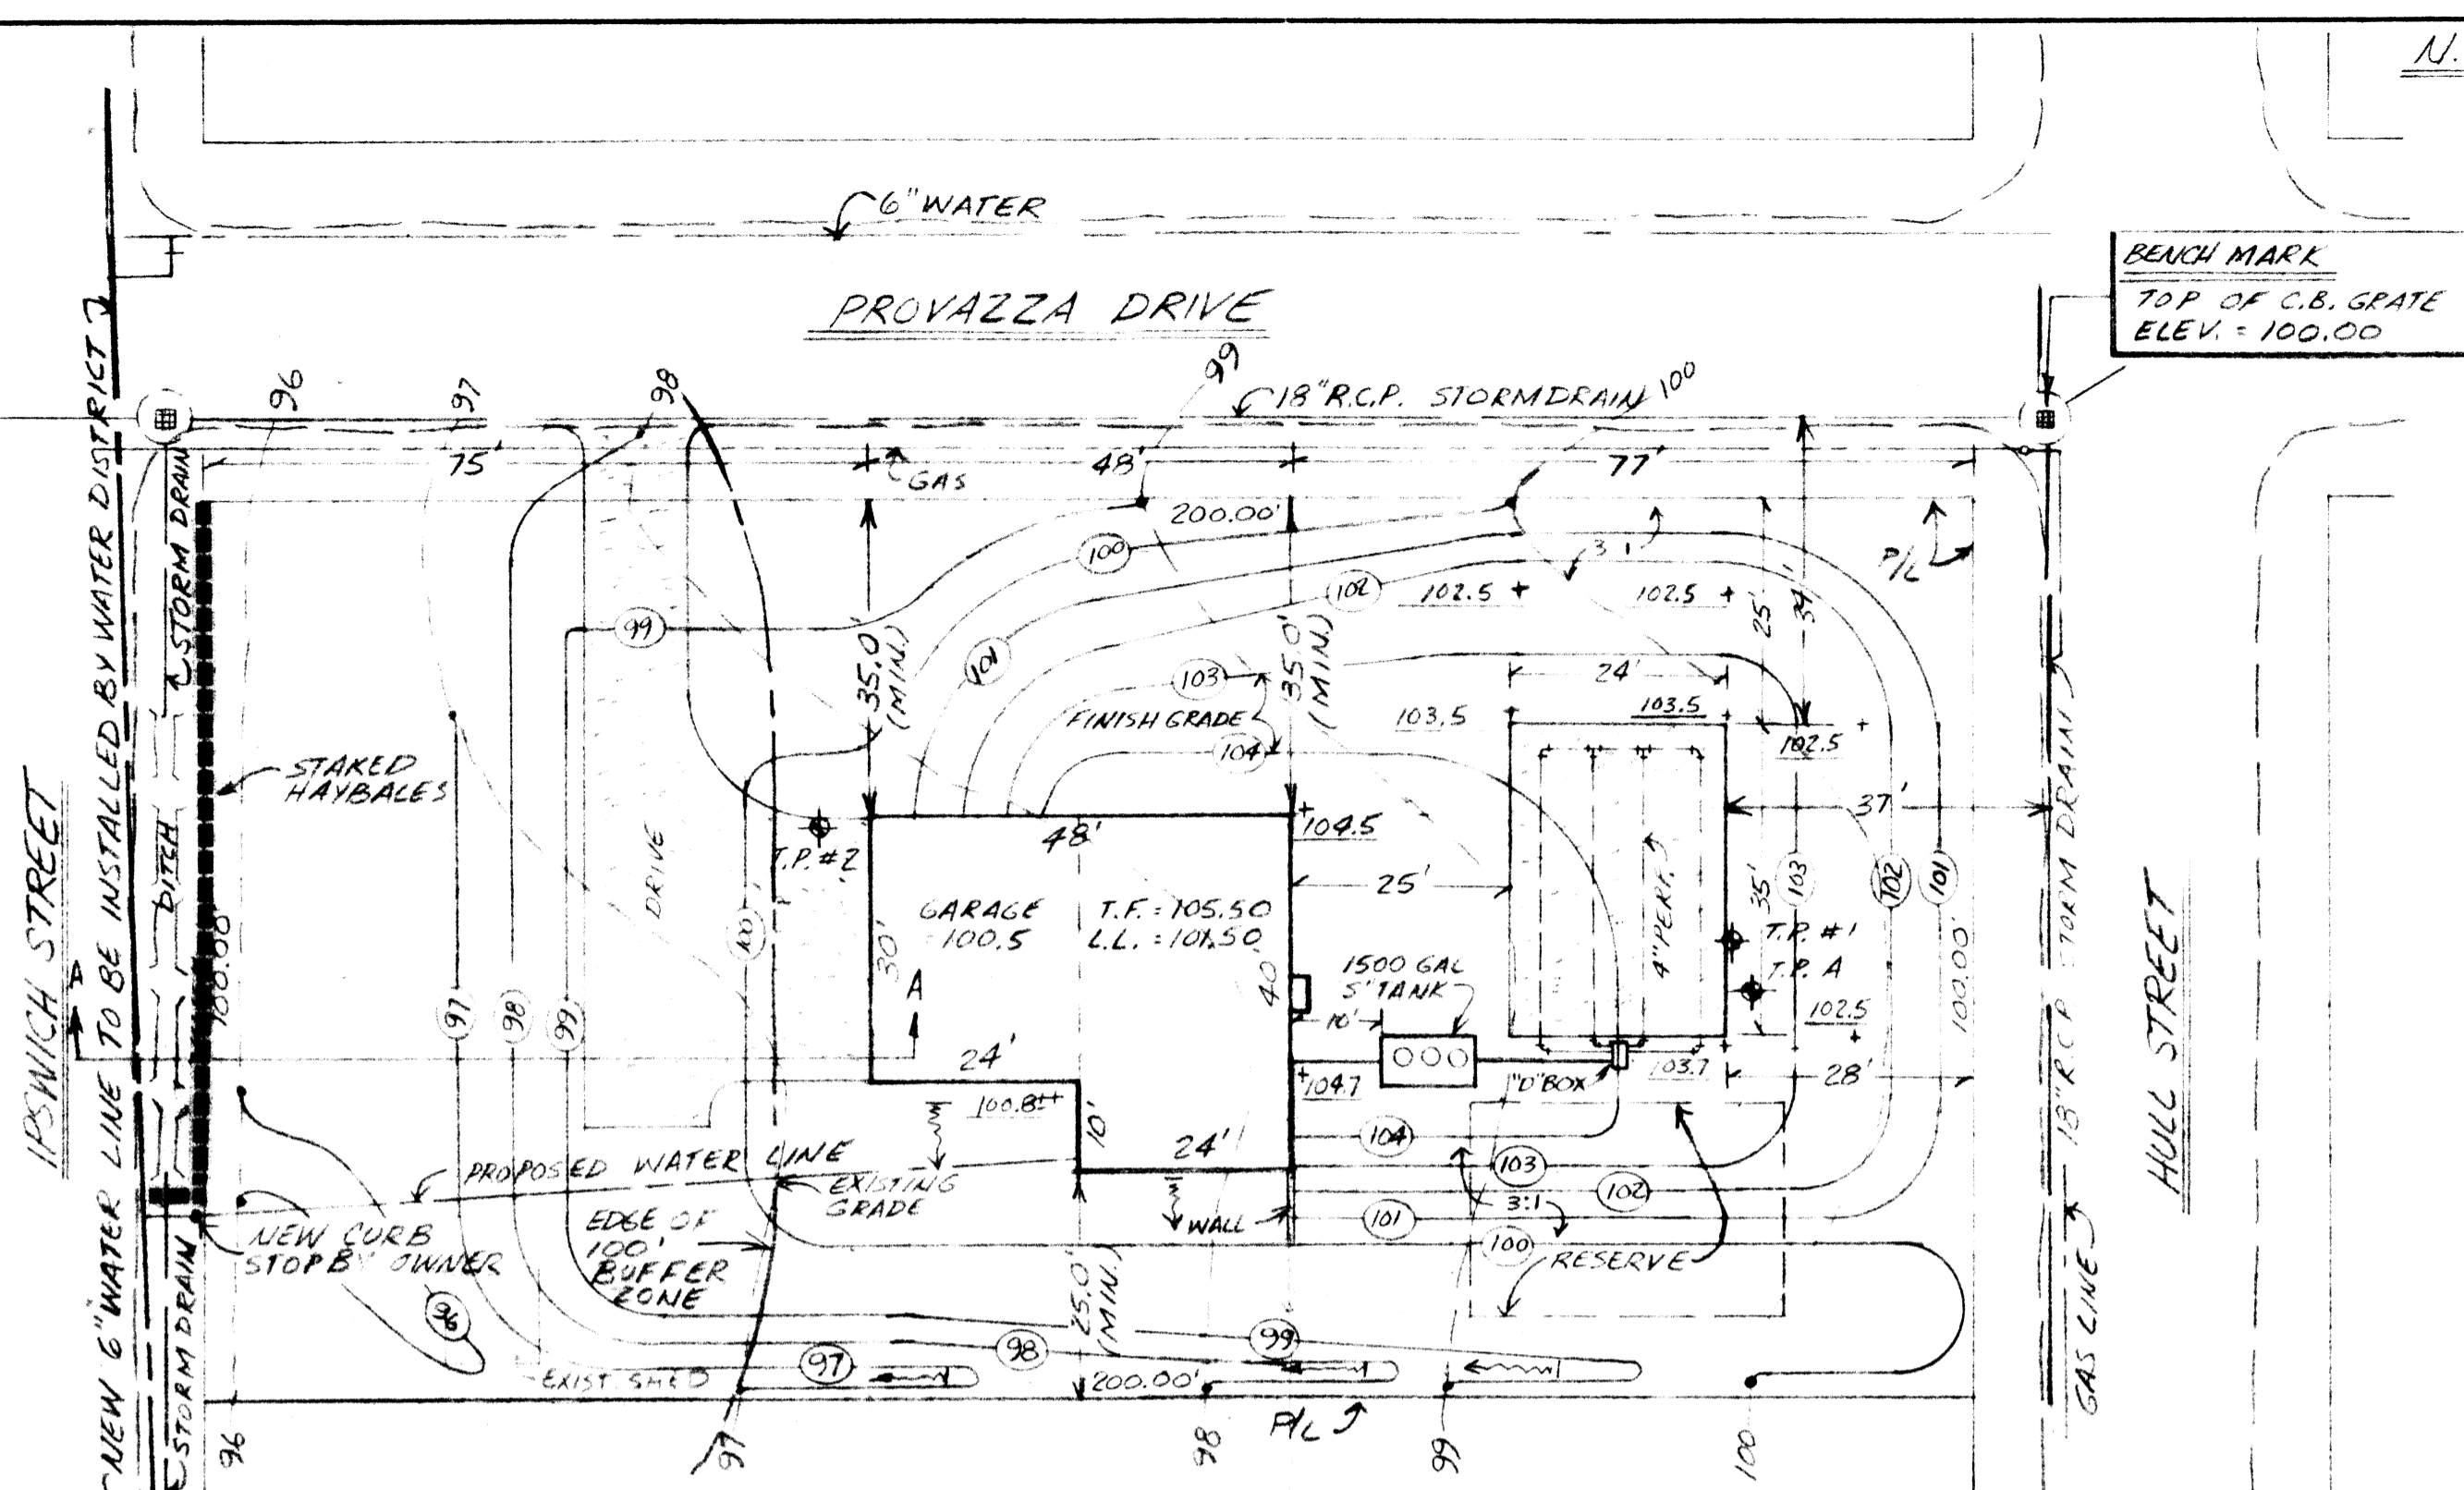 N.
6" WATER
PROVAZZA DRIVE
BENCH MARK
TOP OF C.B. GRATE
ELEV. = 100.00
96
97
98
99
18" R.C.P. STORMDRAIN
100
75'
GAS
48'
77'
200.00'
P/L
3:1
100
102
102.5
102.5
25'
34'
99
101
35.0'
(MIN.)
35.0'
(MIN.)
103
24'
FINISH GRADE
103.5
103.5
104
102.5
STAKED
HAYBALES
STORM DRAIN
DITCH
IPSWICH STREET
NEW 6" WATER LINE TO BE INSTALLED BY WATER DISTRICT
100.00'
DRIVE
T.P. #2
48'
104.5
37'
100
GARAGE
100.5
T.F. = 105.50
L.L. = 101.50
30'
40'
25'
4" PERF.
35'
103
102
101
T.P. #1
T.P. A
1500 GAL
S' TANK
102.5
100.00'
18" R.C.P. STORM DRAIN
HULL STREET
A
A
10'
97
98
99
24'
100.8±±
10'
104.7
"D" BOX
103.7
28'
24'
104
PROPOSED WATER LINE
EXISTING
GRADE
103
102
3:1
101
WALL
100
RESERVE
NEW CURB
STOP BY OWNER
EDGE OF
100'
BUFFER
ZONE
25.0'
(MIN.)
96
99
98
97
EXIST. SHED
200.00'
P/L
GAS LINE
STORM DRAIN
96
97
98
99
100